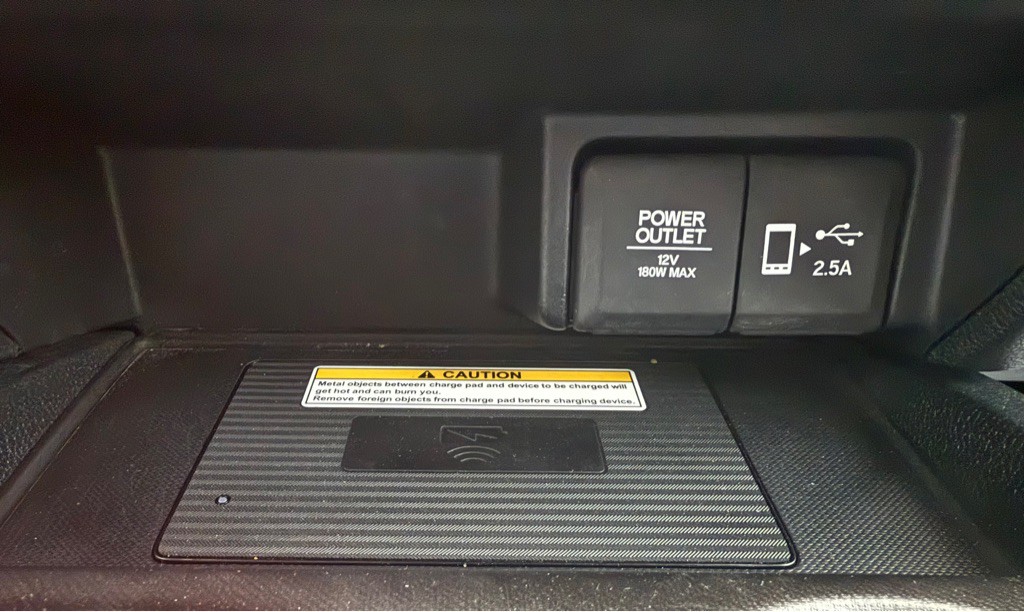 POWER
OUTLET
12V
180W MAX
2.5A
CAUTION
Metal objects between charge pad and device to be charged will
get hot and can burn you.
Remove foreign objects from charge pad before charging device.